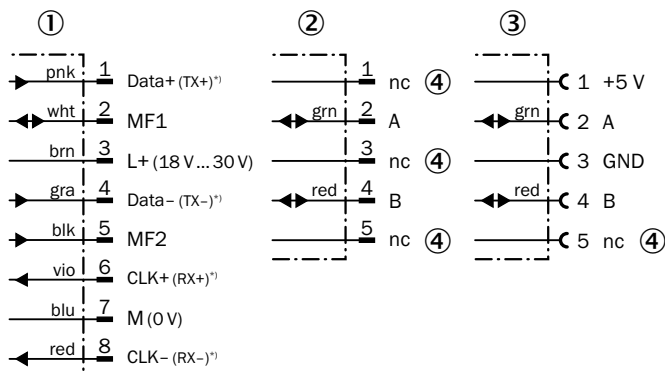 ① ② ③
pnk 1 Data+ (TX+)*)
wht 2 MF1
brn 3 L+ (18 V ... 30 V)
gra 4 Data– (TX–)*)
blk 5 MF2
vio 6 CLK+ (RX+)*)
blu 7 M (0 V)
red 8 CLK– (RX–)*)
1 nc ④
grn 2 A
3 nc ④
red 4 B
5 nc ④
1 +5 V
grn 2 A
3 GND
red 4 B
5 nc ④